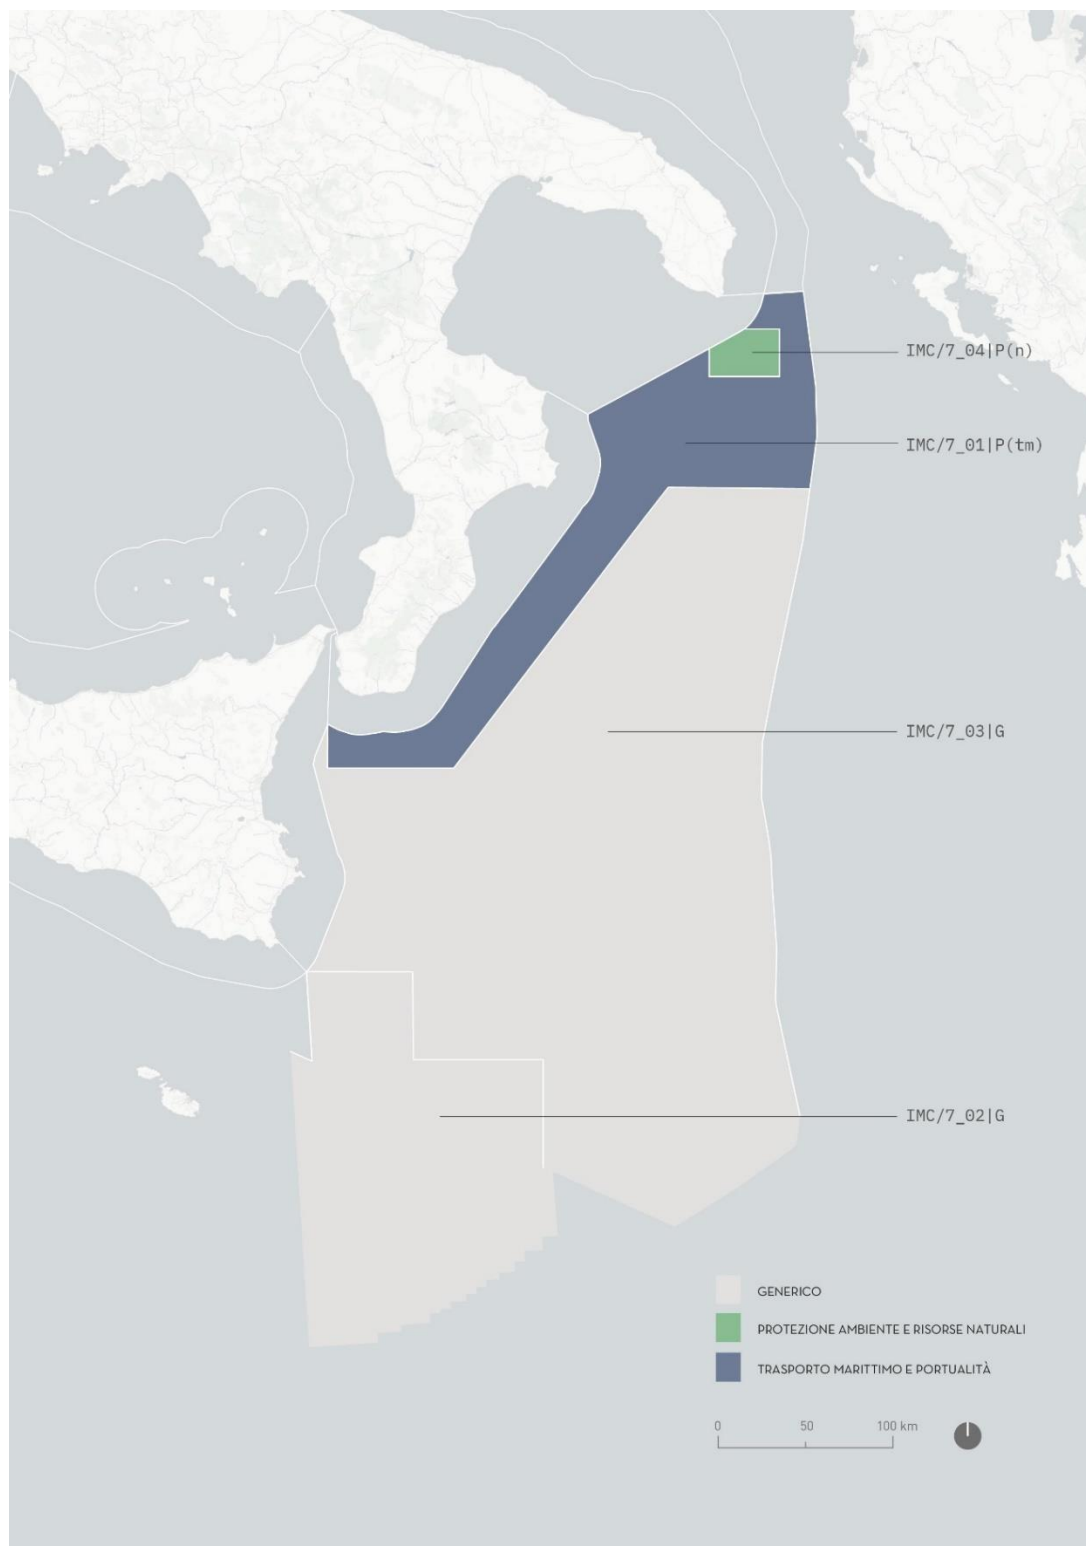 IMC/7_04|P(n)
IMC/7_01|P(tm)
IMC/7_03|G
IMC/7_02|G
GENERICO
PROTEZIONE AMBIENTE E RISORSE NATURALI
TRASPORTO MARITTIMO E PORTUALITÀ
0 50 100 km